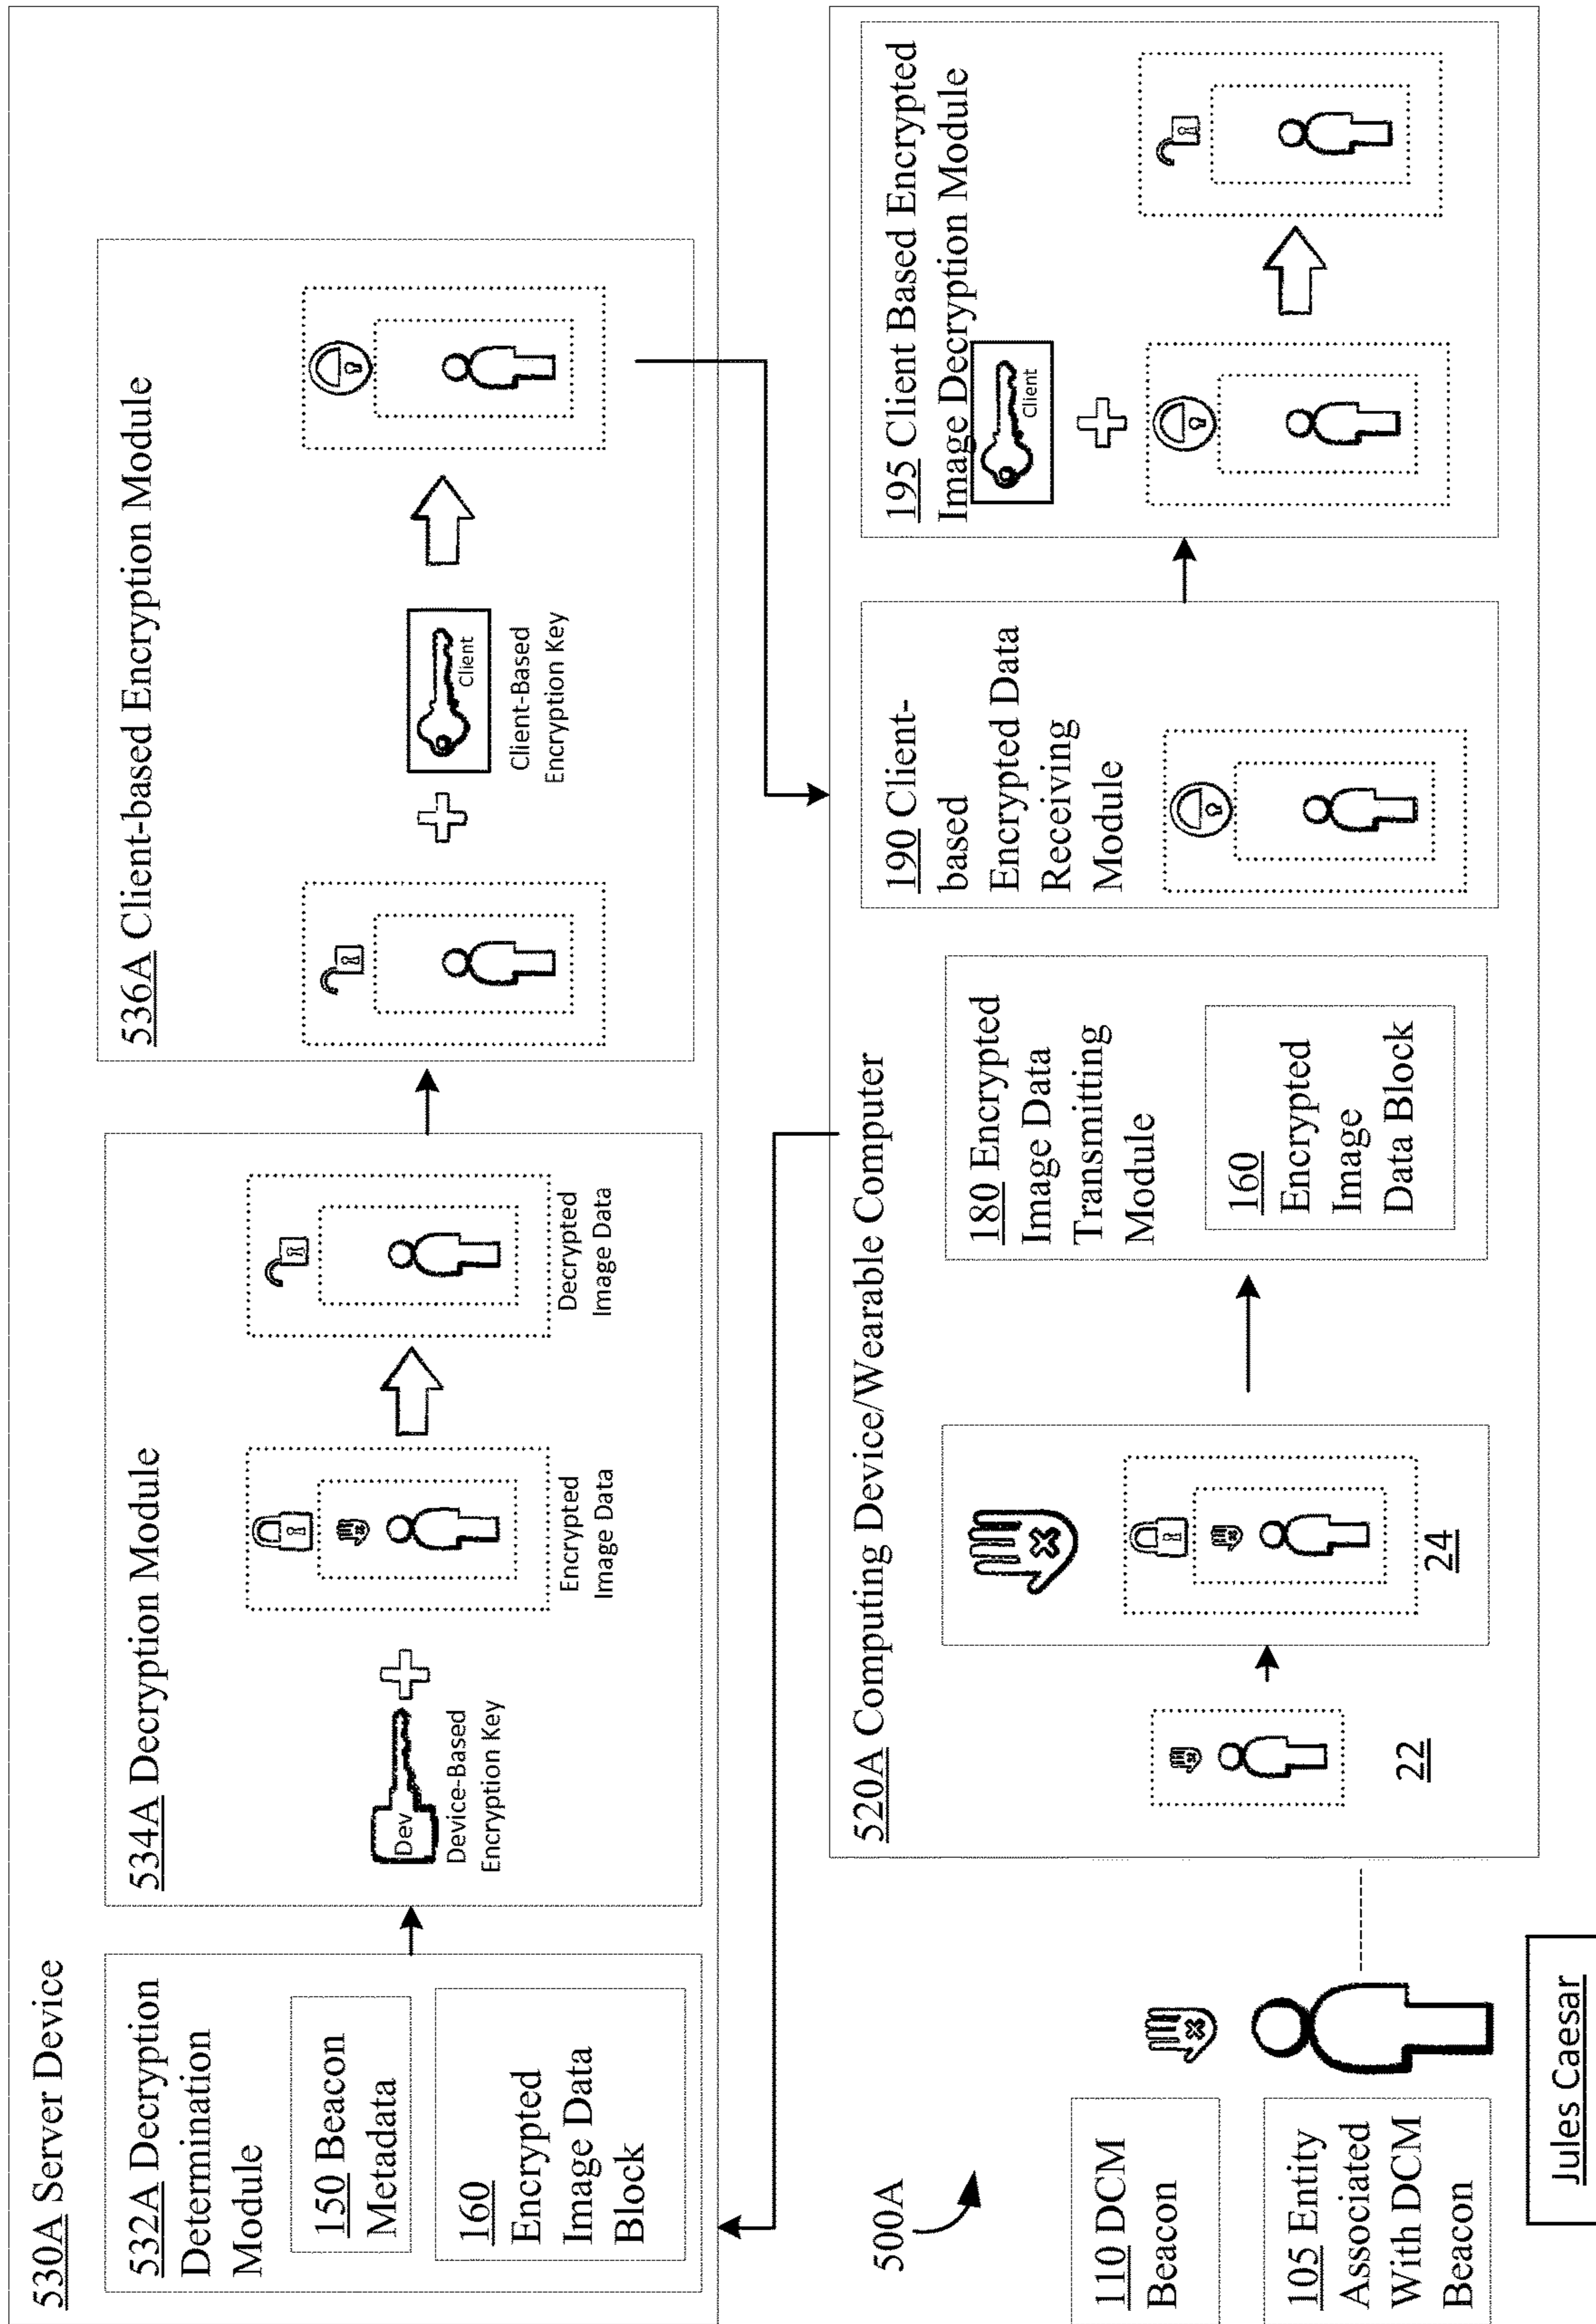 530A Server Device
532A Decryption
Determination
Module
150 Beacon
Metadata
160
Encrypted
Image Data
Block
534A Decryption Module
Dev
Device-Based
Encryption Key
Encrypted
Image Data
Decrypted
Image Data
536A Client-based Encryption Module
Client
Client-Based
Encryption Key
500A
110 DCM
Beacon
105 Entity
Associated
With DCM
Beacon
Jules Caesar
520A Computing Device/Wearable Computer
22
24
180 Encrypted
Image Data
Transmitting
Module
160
Encrypted
Image
Data Block
190 Client-
based
Encrypted Data
Receiving
Module
195 Client Based Encrypted
Image Decryption Module
Client